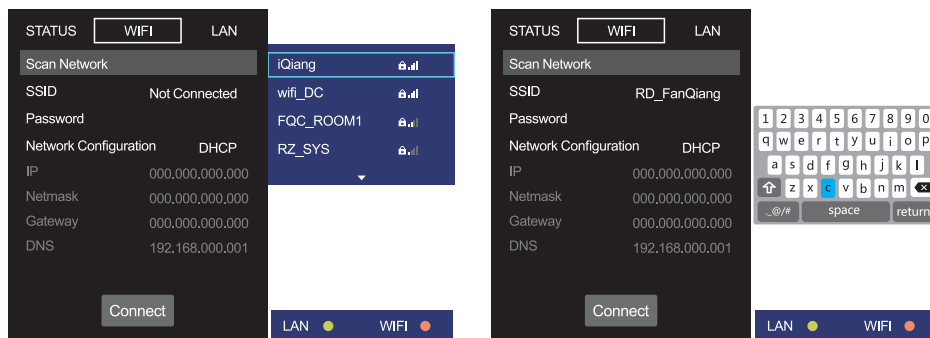 STATUS WIFI LAN
Scan Network
SSID Not Connected
Password
Network Configuration DHCP
IP 000.000.000.000
Netmask 000.000.000.000
Gateway 000.000.000.000
DNS 192.168.000.001
Connect
iQiang
wifi_DC
FQC_ROOM1
RZ_SYS
LAN WIFI
STATUS WIFI LAN
Scan Network
SSID RD_FanQiang
Password
Network Configuration DHCP
IP 000.000.000.000
Netmask 000.000.000.000
Gateway 000.000.000.000
DNS 192.168.000.001
Connect
1 2 3 4 5 6 7 8 9 0
q w e r t y u i o p
a s d f g h j k l
z x c v b n m
._@/# space return
LAN WIFI